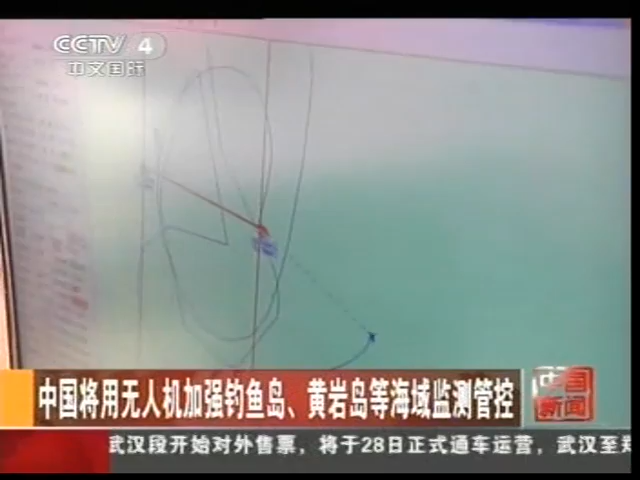 CCTV 4
中文国际
中国将用无人机加强钓鱼岛、黄岩岛等海域监测管控
中国
新闻
武汉段开始对外售票，将于28日正式通车运营，武汉至郑